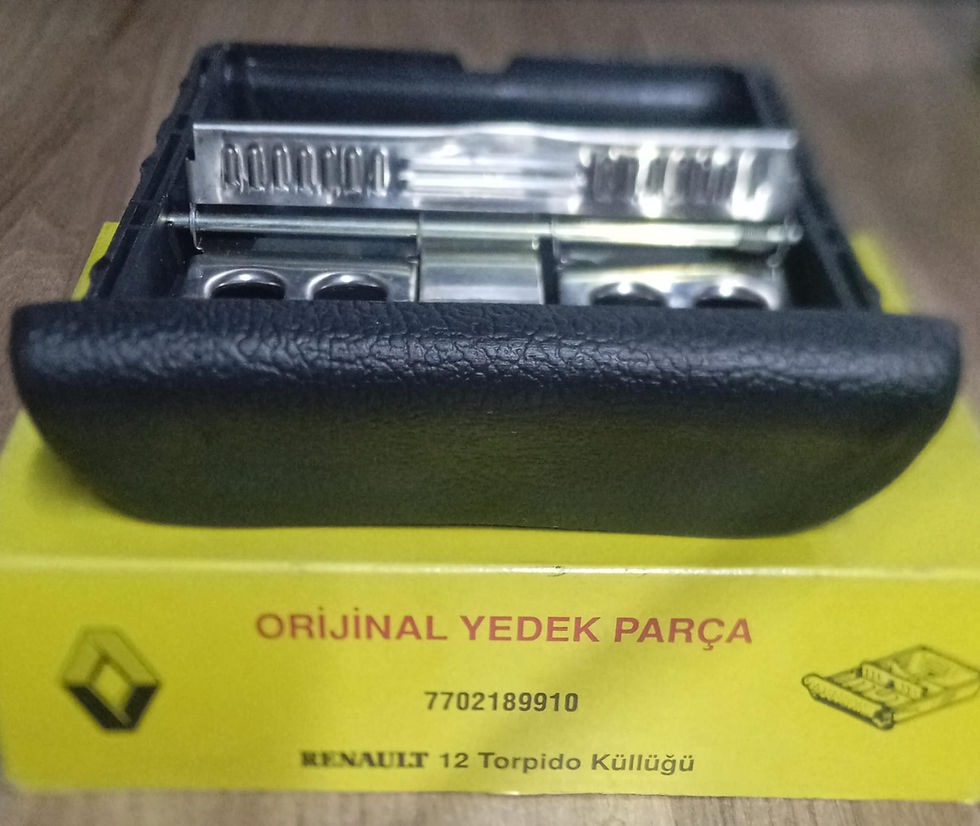 ORİJİNAL YEDEK PARÇA
7702189910
RENAULT 12 Torpido Küllüğü